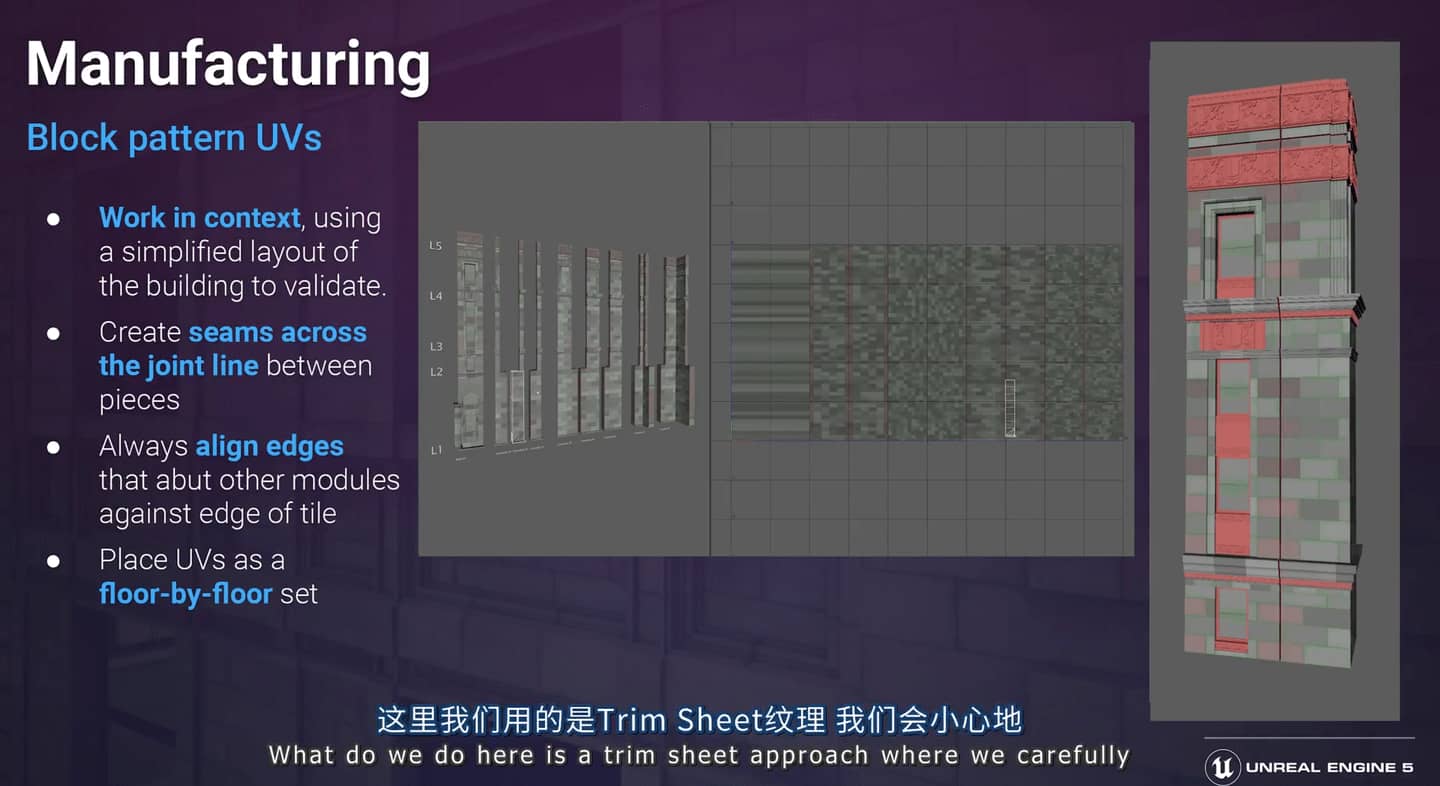 Manufacturing
Block pattern UVs
● Work in context, using
a simplified layout of
the building to validate.
● Create seams across
the joint line between
pieces
● Always align edges
that abut other modules
against edge of tile
● Place UVs as a
floor-by-floor set
L5
L4
L3
L2
L1
这里我们用的是Trim Sheet纹理 我们会小心地
What do we do here is a trim sheet approach where we carefully
UNREAL ENGINE 5